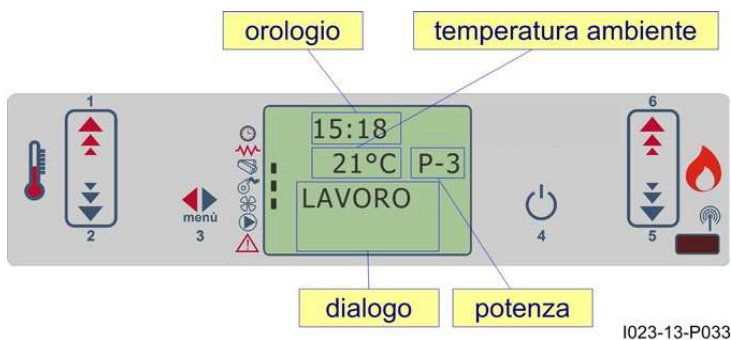 orologio
temperatura ambiente
1
6
15:18
21°C
P-3
LAVORO
menù
2
3
4
5
dialogo
potenza
I023-13-P033